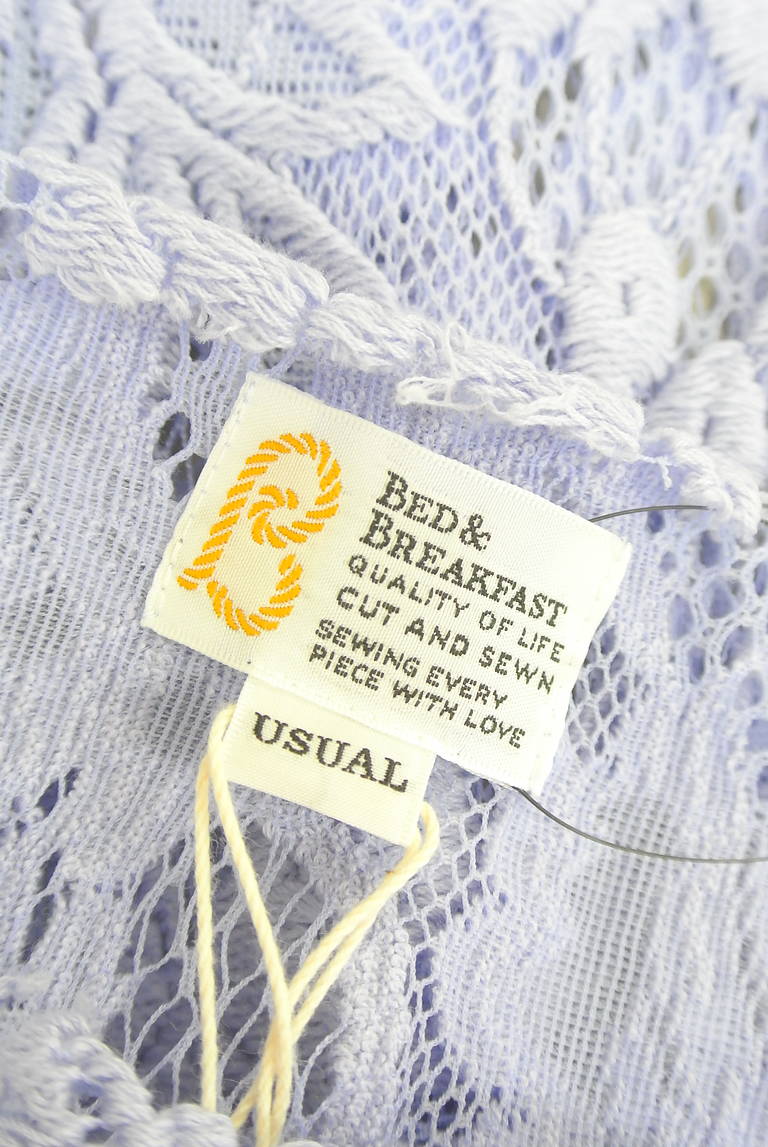 BED&
BREAKFAST
QUALITY OF LIFE
CUT AND SEWN
SEWING EVERY
PIECE WITH LOVE
USUAL